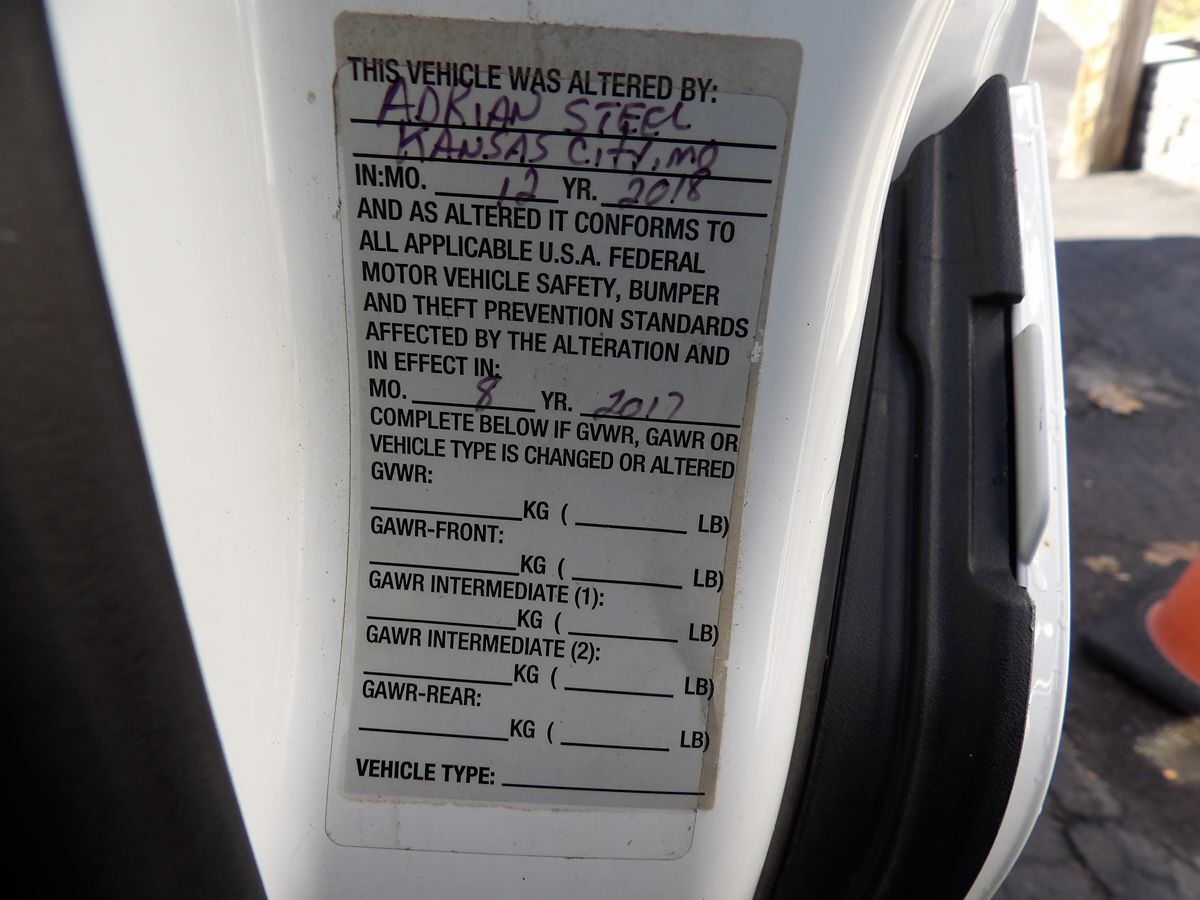 THIS VEHICLE WAS ALTERED BY:
ADRIAN STEEL
KANSAS CITY, MO
IN:MO. 12 YR. 2018
AND AS ALTERED IT CONFORMS TO
ALL APPLICABLE U.S.A. FEDERAL
MOTOR VEHICLE SAFETY, BUMPER
AND THEFT PREVENTION STANDARDS
AFFECTED BY THE ALTERATION AND
IN EFFECT IN:
MO. 8 YR. 2017
COMPLETE BELOW IF GVWR, GAWR OR
VEHICLE TYPE IS CHANGED OR ALTERED
GVWR:
KG ( LB)
GAWR-FRONT:
KG ( LB)
GAWR INTERMEDIATE (1):
KG ( LB)
GAWR INTERMEDIATE (2):
KG ( LB)
GAWR-REAR:
KG ( LB)
VEHICLE TYPE: